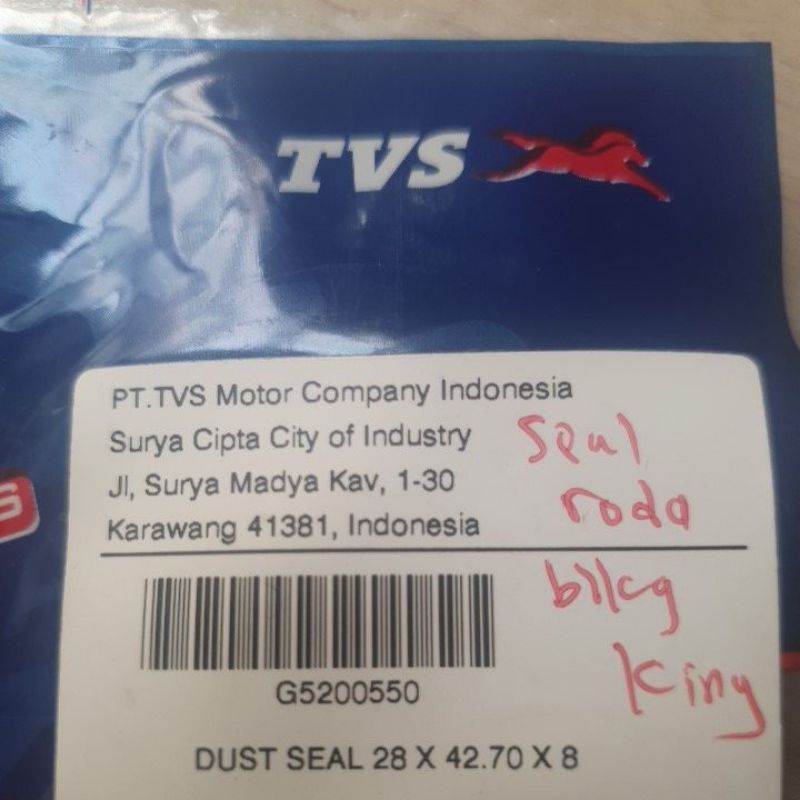 TVS
PT.TVS Motor Company Indonesia
Surya Cipta City of Industry
Jl, Surya Madya Kav, 1-30
Karawang 41381, Indonesia
Seal
roda
blkg
King
G5200550
DUST SEAL 28 X 42.70 X 8
S